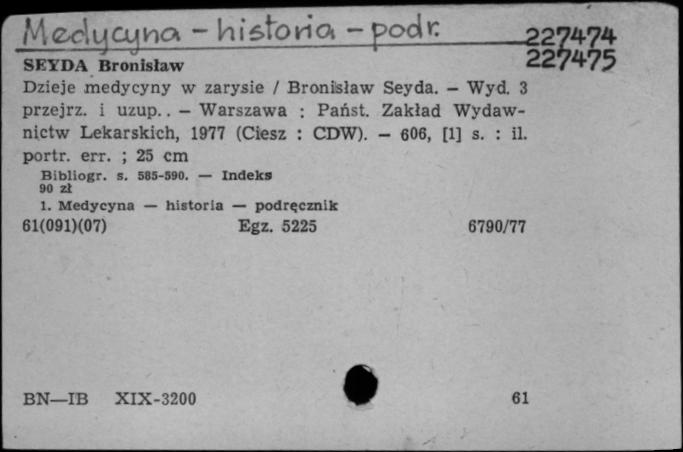 Medycyna - historia - podr.
227474
227475
SEYDA Bronisław
Dzieje medycyny w zarysie / Bronisław Seyda. — Wyd. 3
przejrz. i uzup.. — Warszawa : Państ. Zakład Wydaw-
nictw Lekarskich, 1977 (Ciesz : CDW). — 606, [1] s. : il.
portr. err. ; 25 cm
Bibliogr. s. 585-590. — Indeks
90 zł
1. Medycyna — historia — podręcznik
61(091)(07) Egz. 5225 6790/77
BN—IB XIX-3200 61